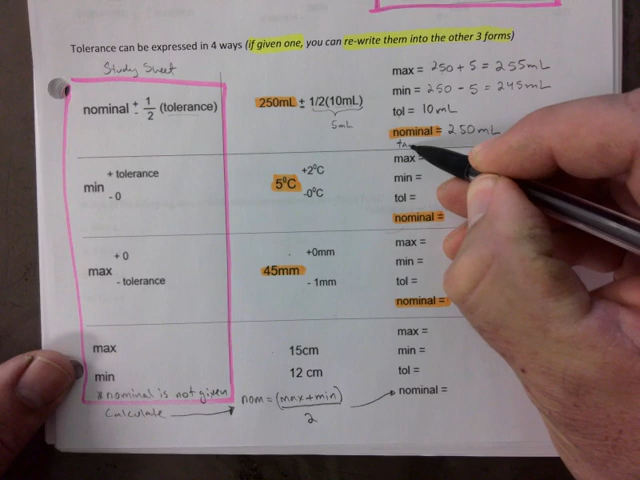 Tolerance can be expressed in 4 ways (if given one, you can re-write them into the other 3 forms)
Study Sheet
nominal ± 1/2 (tolerance)
250mL ± 1/2(10mL)
5mL
max = 250 + 5 = 255mL
min = 250 - 5 = 245mL
tol = 10mL
nominal = 250mL
min + tolerance - 0
5⁰C +2⁰C -0⁰C
max =
min =
tol =
nominal =
max + 0 - tolerance
45mm +0mm - 1mm
max =
min =
tol =
nominal =
max
15cm
max =
min
12 cm
min =
tol =
* nominal is not given
Calculate
nom = (max + min)
2
nominal =